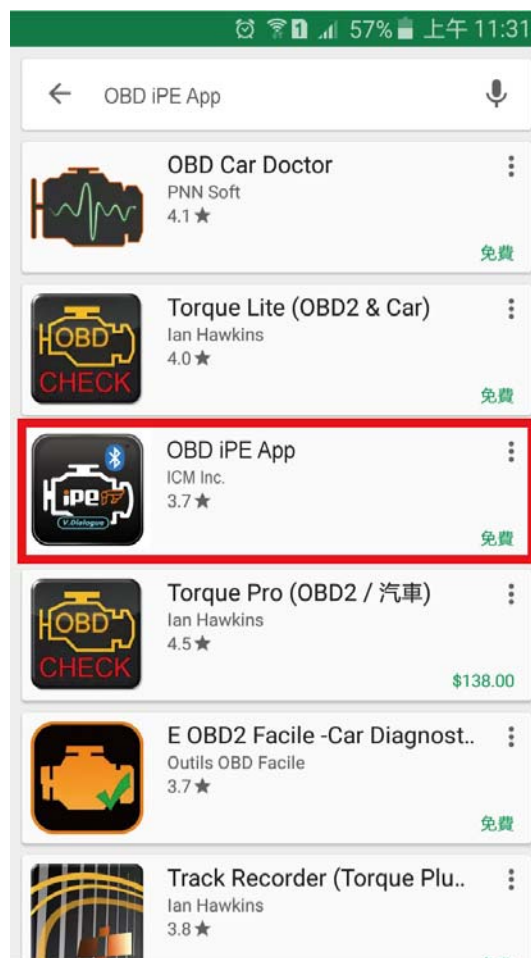 1 57% 上午 11:31
OBD iPE App
OBD Car Doctor
PNN Soft
4.1★
免費
Torque Lite (OBD2 & Car)
OBD
CHECK
Ian Hawkins
4.0★
免費
OBD iPE App
iPE
V.Dialogue
ICM Inc.
3.7★
免費
Torque Pro (OBD2 / 汽車)
OBD
CHECK
Ian Hawkins
4.5★
$138.00
E OBD2 Facile -Car Diagnost..
Outils OBD Facile
3.7★
免費
Track Recorder (Torque Plu..
Ian Hawkins
3.8★